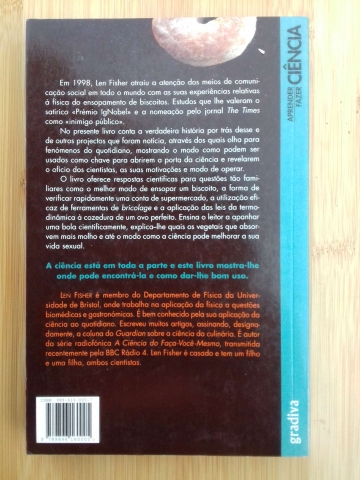 Em 1998, Len Fisher atraiu a atenção dos meios de comuni-
cação social em todo o mundo com as suas experiências relativas
à física do ensopamento de biscoitos. Estudos que lhe valeram o
satírico «Prémio IgNobel» e a nomeação pelo jornal The Times
como «inimigo público».
No presente livro conta a verdadeira história por trás desse e
de outros projectos que foram notícia, através dos quais olho para
fenómenos do quotidiano, mostrando o modo como podem ser
usados como chave para abrirem a porta da ciência e revelarem
o ofício dos cientistas, as suas motivações e modo de operar.
O livro oferece respostas científicas para questões tão fami-
liares como o melhor modo de ensopar um biscoito, a forma de
verificar rapidamente uma conta de supermercado, a utilização efi-
caz de ferramentas de bricolage e a aplicação das leis da termo-
dinâmica à cozedura de um ovo perfeito. Ensina o leitor a apanhar
uma bola cientificamente, explica-lhe quais os vegetais que absor-
vem mais molho e até o modo como a ciência pode melhorar a sua
vida sexual.
A ciência está em toda a parte e este livro mostra-lhe
onde pode encontrá-la e como dar-lhe bom uso.
LEN FISHER é membro do Departamento de Física da Univer-
sidade de Bristol, onde trabalha na aplicação da física a questões
biomédicas e gastronómicas. É bem conhecido pela sua aplicação da
ciência ao quotidiano. Escreveu muitos artigos, assinando, designa-
damente, a coluna do Guardian sobre a ciência da culinária. É autor
da série radiofónica A Ciência do Faça-Você-Mesmo, transmitida
recentemente pela BBC Rádio 4. Len Fisher é casado e tem um filho
e uma filha, ambos cientistas.
APRENDER
FAZER
CIÊNCIA
gradiva